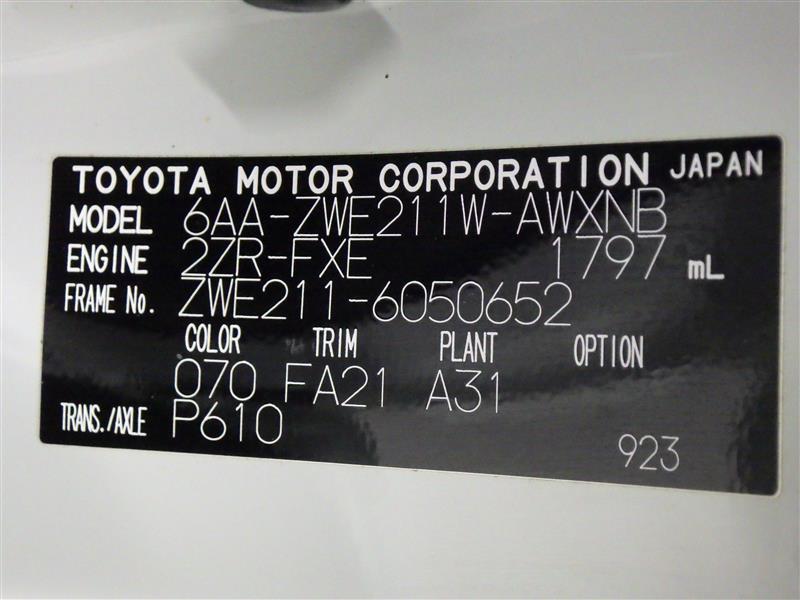 TOYOTA MOTOR CORPORATION JAPAN
MODEL 6AA-ZWE211W-AWXNB
ENGINE 2ZR-FXE 1797 mL
FRAME No. ZWE211-6050652
COLOR TRIM PLANT OPTION
070 FA21 A31
TRANS./AXLE P610
923